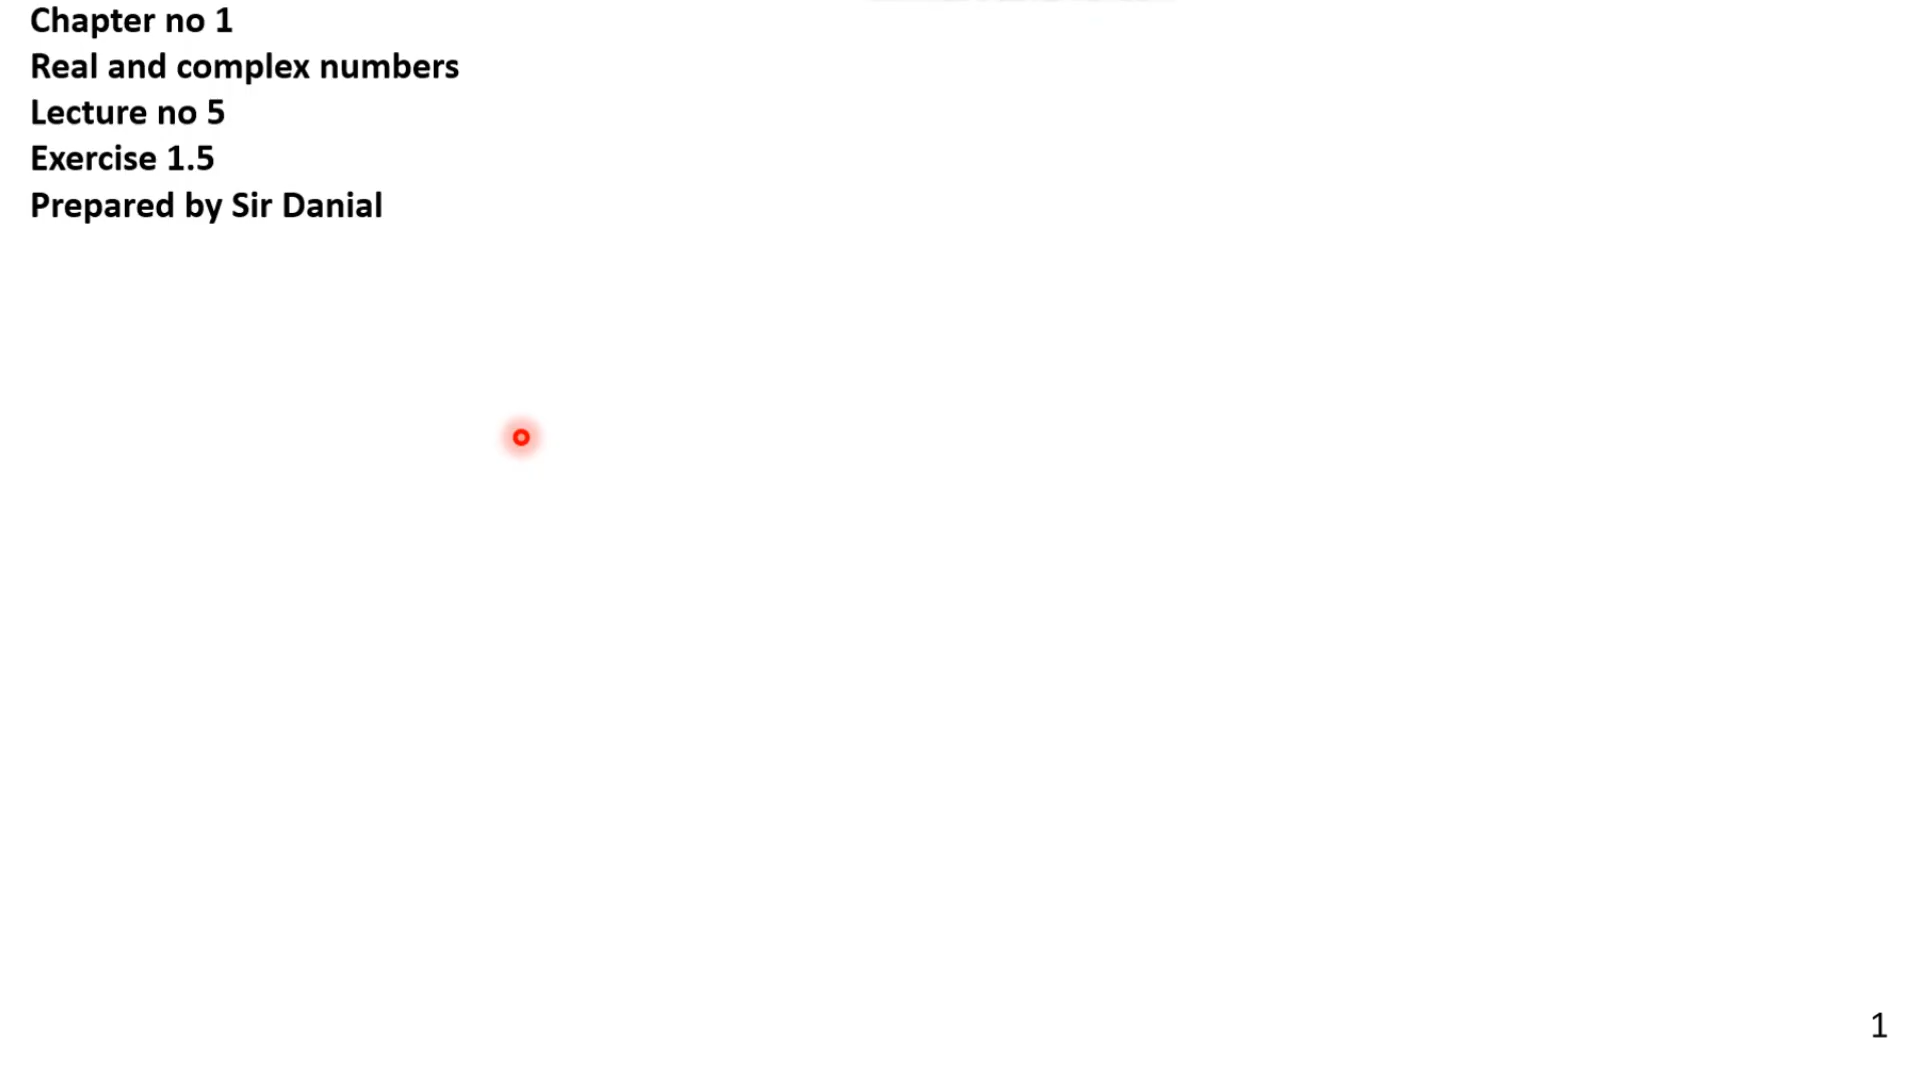 Chapter no 1
Real and complex numbers
Lecture no 5
Exercise 1.5
Prepared by Sir Danial
1